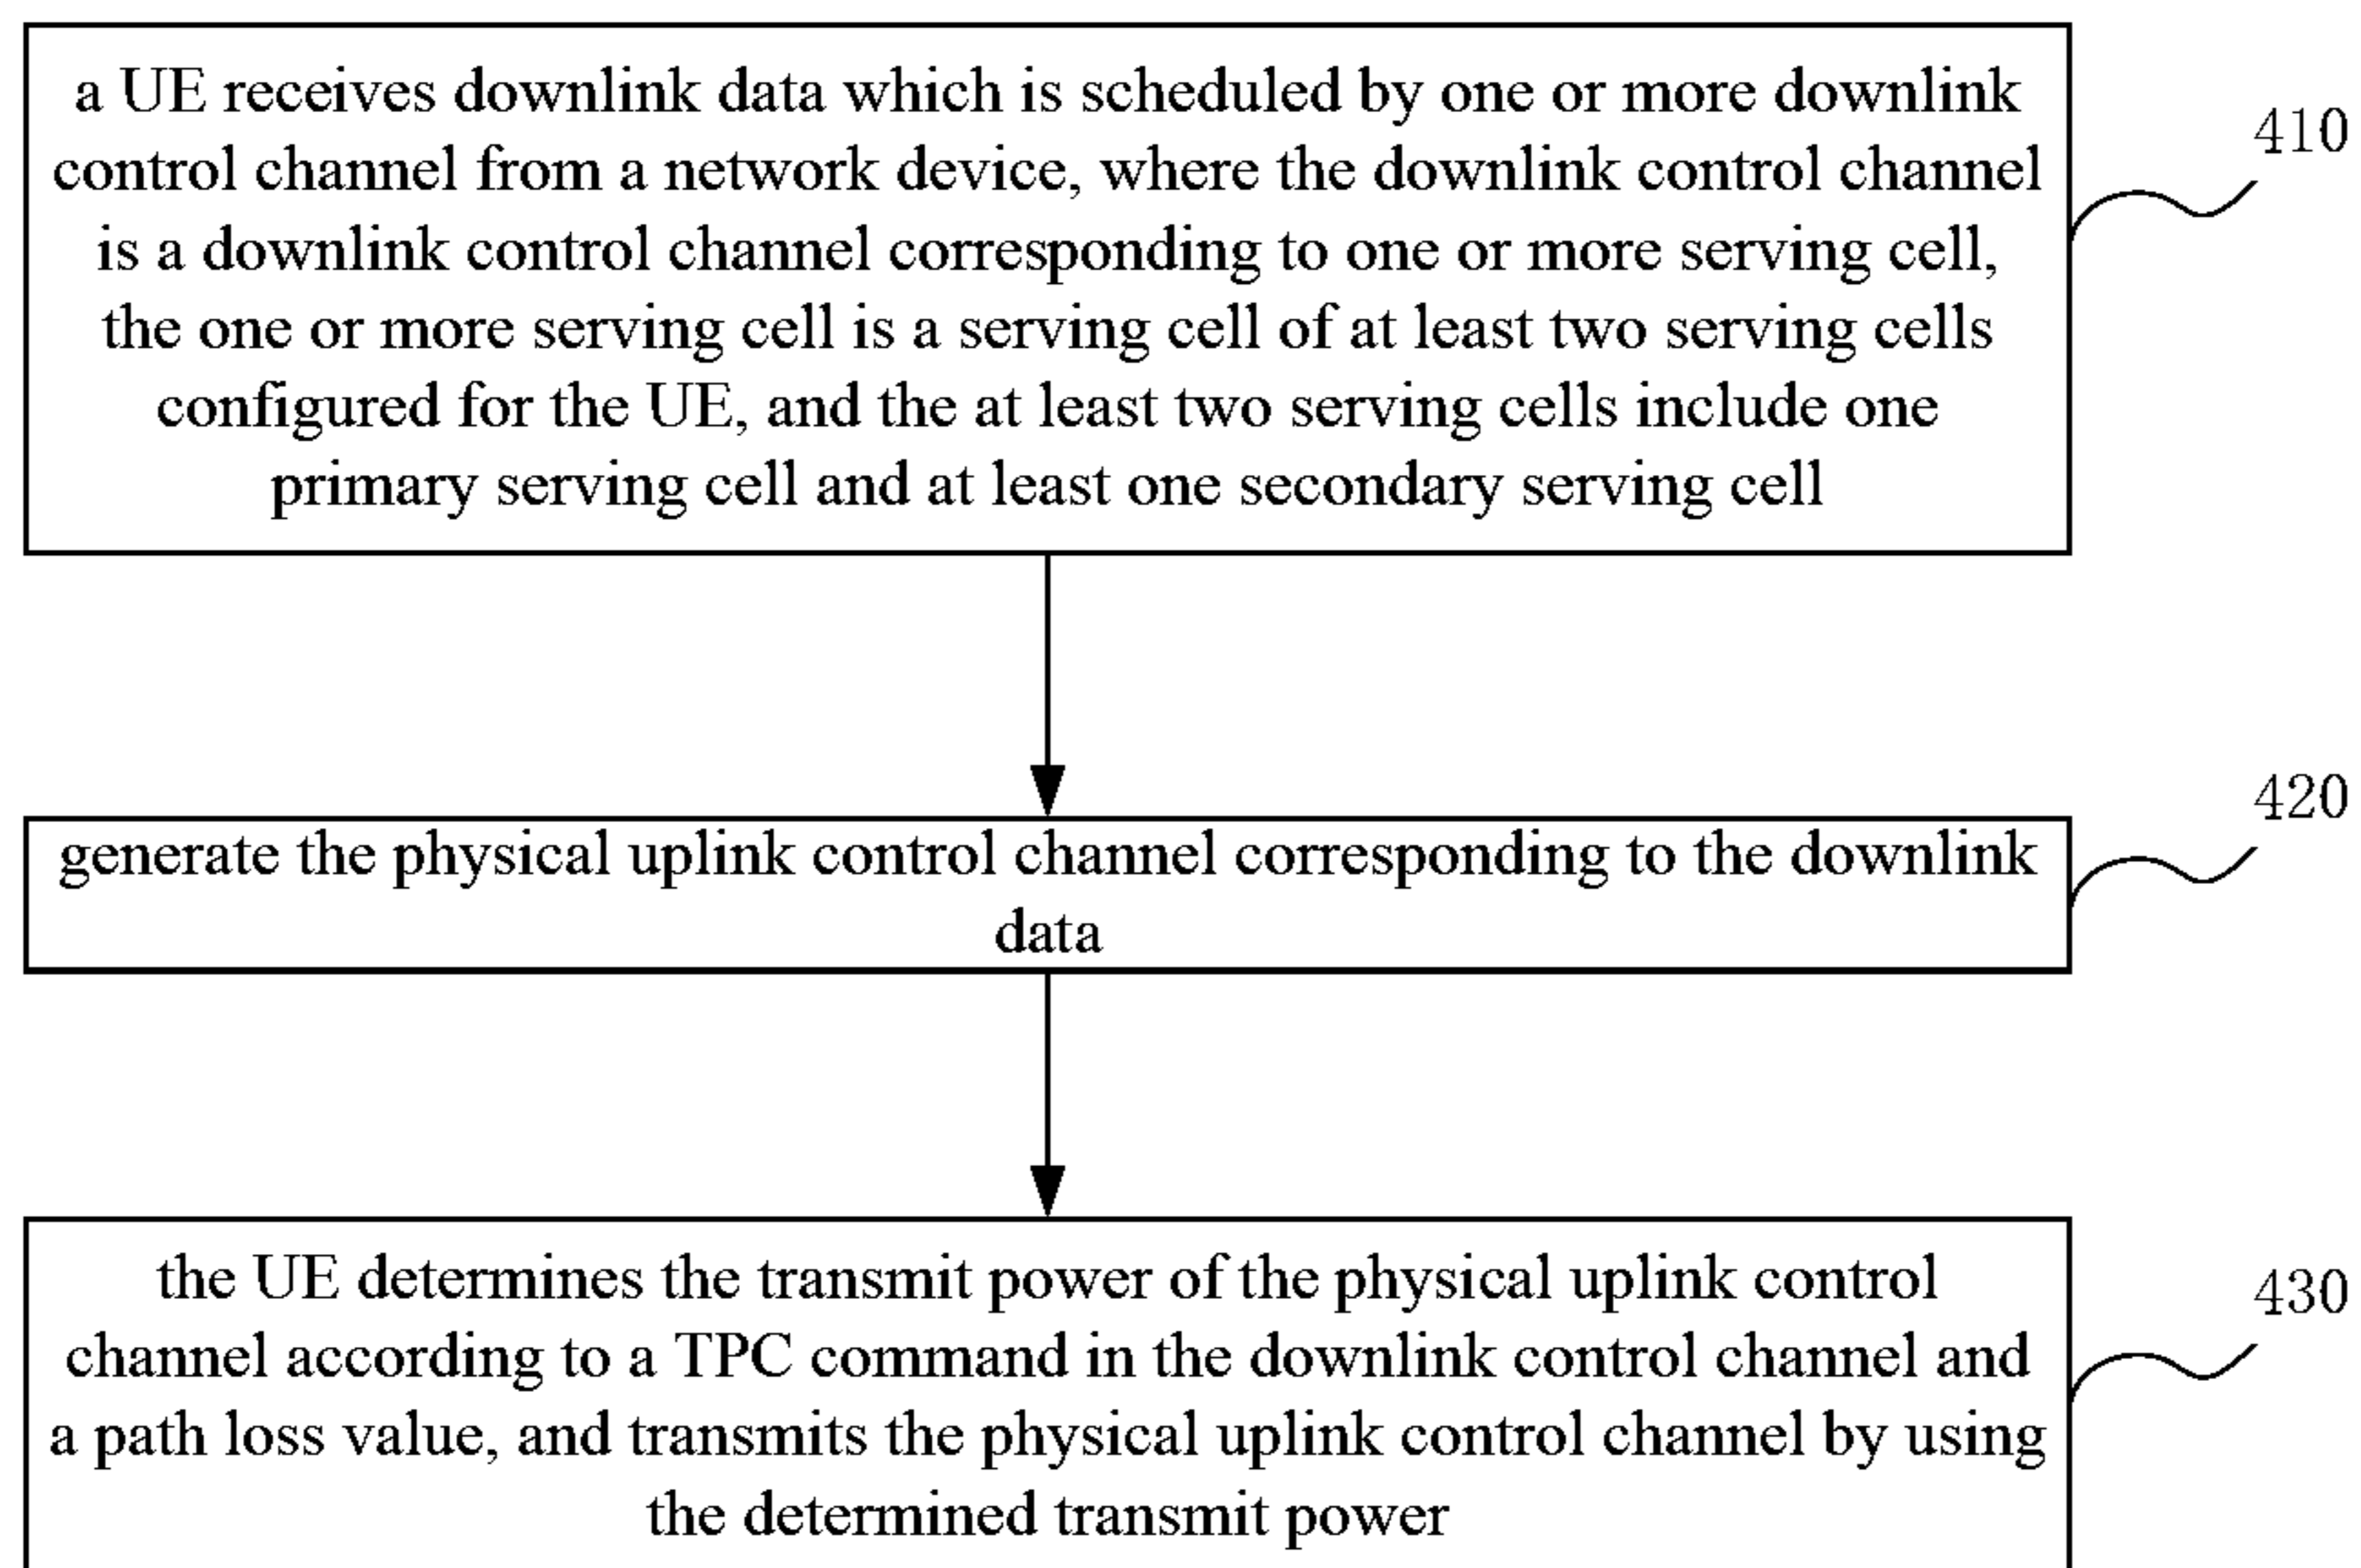 a UE receives downlink data which is scheduled by one or more downlink
control channel from a network device, where the downlink control channel
is a downlink control channel corresponding to one or more serving cell,
the one or more serving cell is a serving cell of at least two serving cells
configured for the UE, and the at least two serving cells include one
primary serving cell and at least one secondary serving cell
410
generate the physical uplink control channel corresponding to the downlink
data
420
the UE determines the transmit power of the physical uplink control
channel according to a TPC command in the downlink control channel and
a path loss value, and transmits the physical uplink control channel by using
the determined transmit power
430